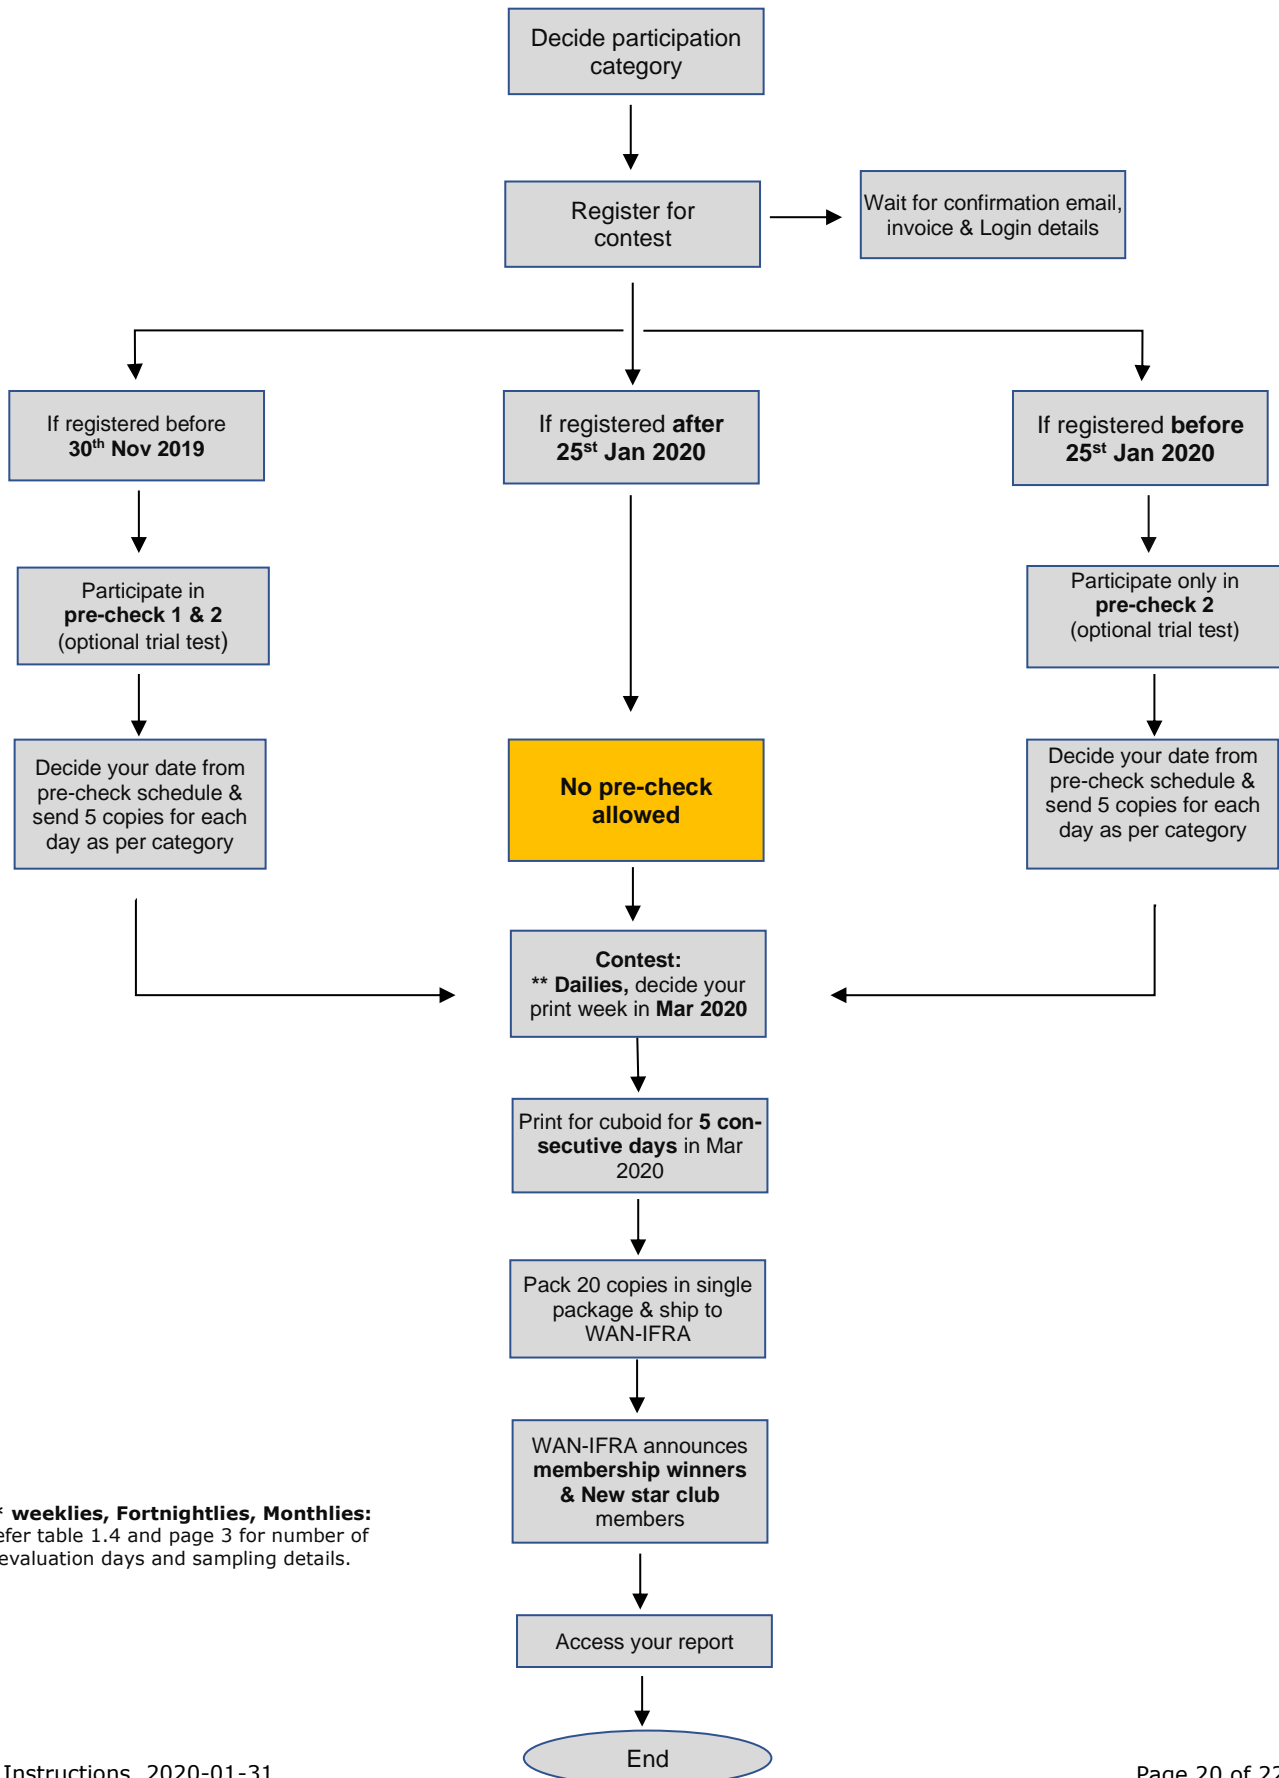 Decide participation
category
Register for
contest
Wait for confirmation email,
invoice & Login details
If registered before
30th Nov 2019
If registered after
25st Jan 2020
If registered before
25st Jan 2020
Participate in
pre-check 1 & 2
(optional trial test)
Participate only in
pre-check 2
(optional trial test)
Decide your date from
pre-check schedule &
send 5 copies for each
day as per category
No pre-check
allowed
Decide your date from
pre-check schedule &
send 5 copies for each
day as per category
Contest:
** Dailies, decide your
print week in Mar 2020
Print for cuboid for 5 con-
secutive days in Mar
2020
Pack 20 copies in single
package & ship to
WAN-IFRA
WAN-IFRA announces
membership winners
& New star club
members
* weeklies, Fortnightlies, Monthlies:
efer table 1.4 and page 3 for number of
evaluation days and sampling details.
Access your report
End
Instructions, 2020-01-31
Page 20 of 22